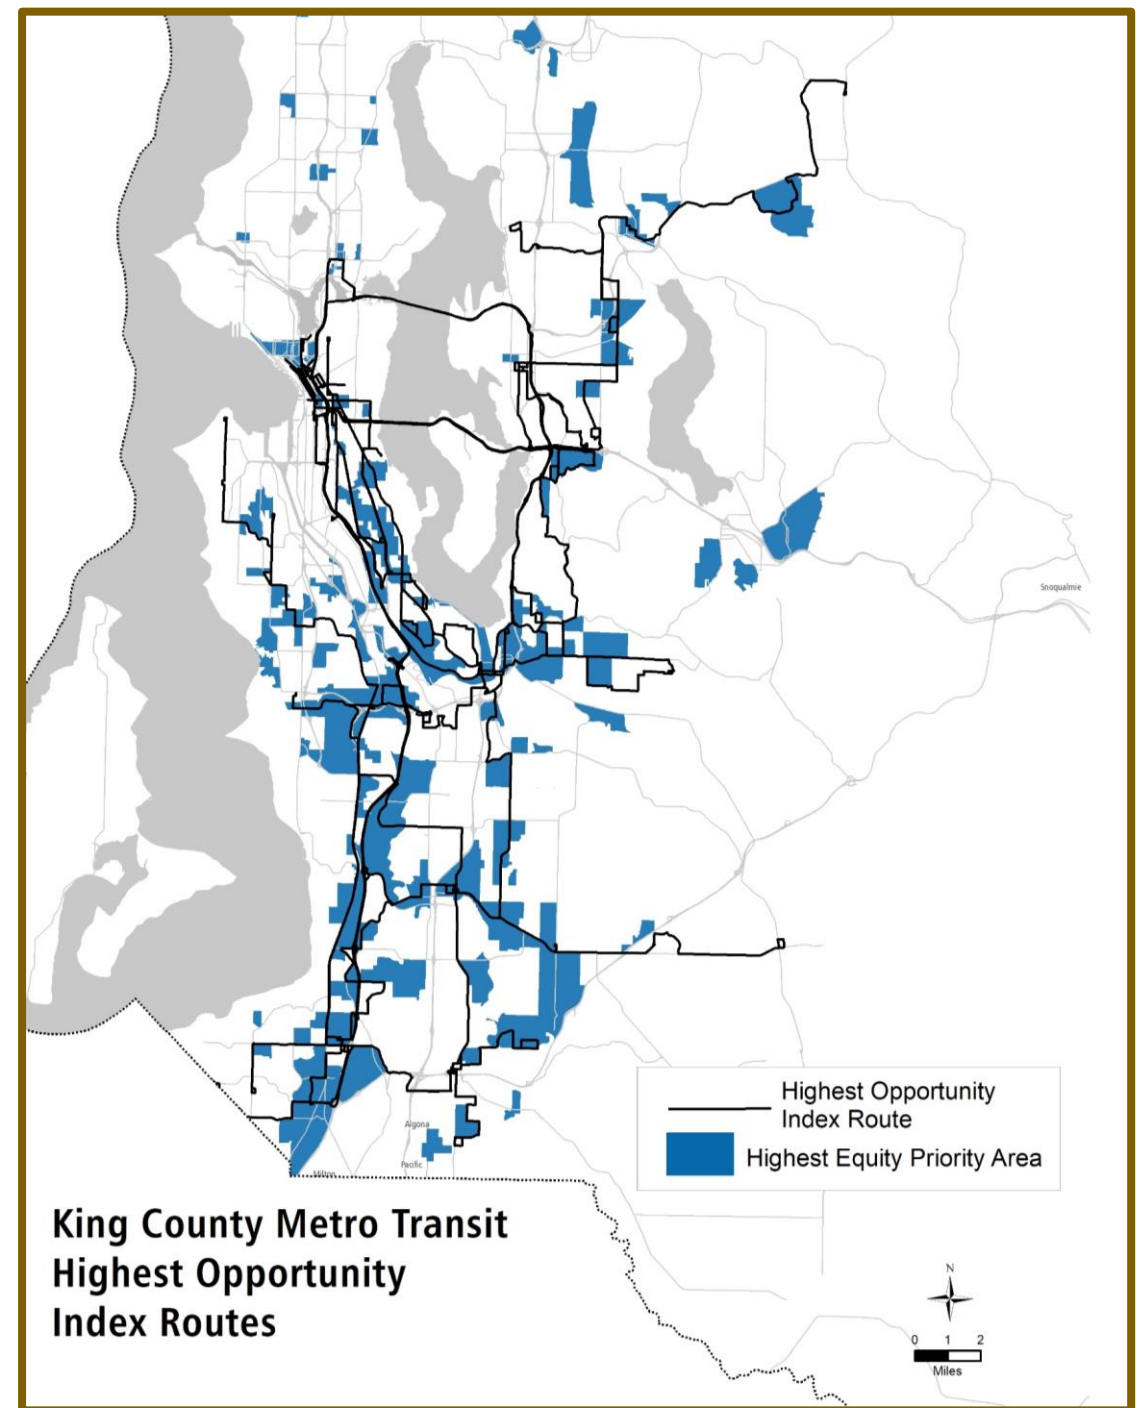 Snoqualmie
Highest Opportunity
Index Route
Highest Equity Priority Area
Algona
Pacific
Milton
King County Metro Transit
Highest Opportunity
Index Routes
N
0 1 2
Miles